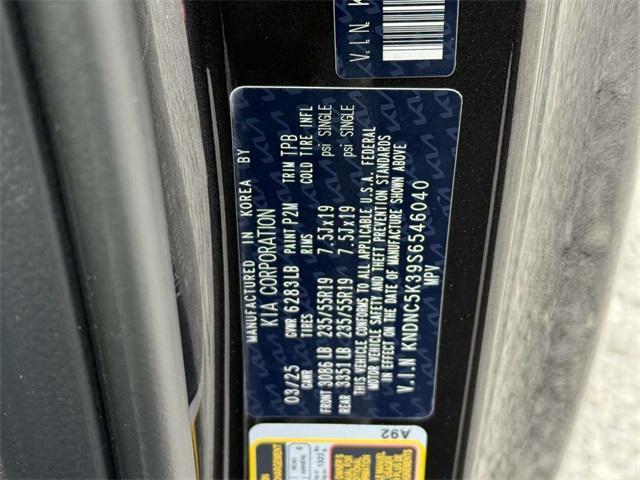 V.I.N K
MANUFACTURED IN KOREA BY
KIA CORPORATION
03/25 GVWR 6283LB PAINT P2M TRIM TPB
GAWR TIRES RIMS COLD TIRE INFL
FRONT 3086LB 235/55R19 7.5Jx19 psi SINGLE
REAR 3351LB 235/55R19 7.5Jx19 psi SINGLE
THIS VEHICLE CONFORMS TO ALL APPLICABLE U.S.A. FEDERAL
MOTOR VEHICLE SAFETY AND THEFT PREVENTION STANDARDS
IN EFFECT ON THE DATE OF MANUFACTURE SHOWN ABOVE
V.I.N KNDNC5K39S6546040
MPV
A92